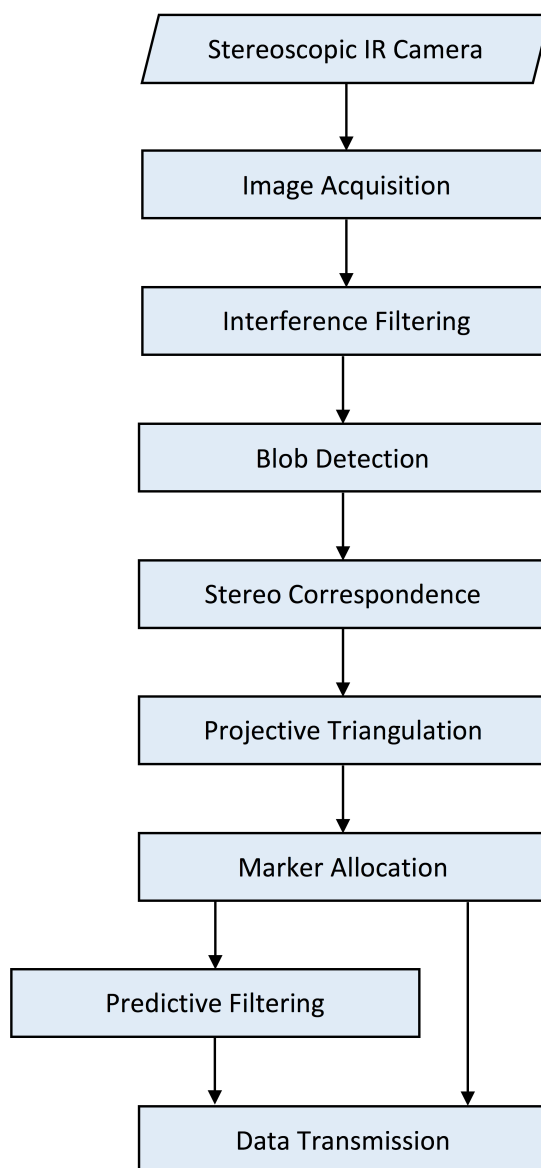 Stereoscopic IR Camera
Image Acquisition
Interference Filtering
Blob Detection
Stereo Correspondence
Projective Triangulation
Marker Allocation
Predictive Filtering
Data Transmission